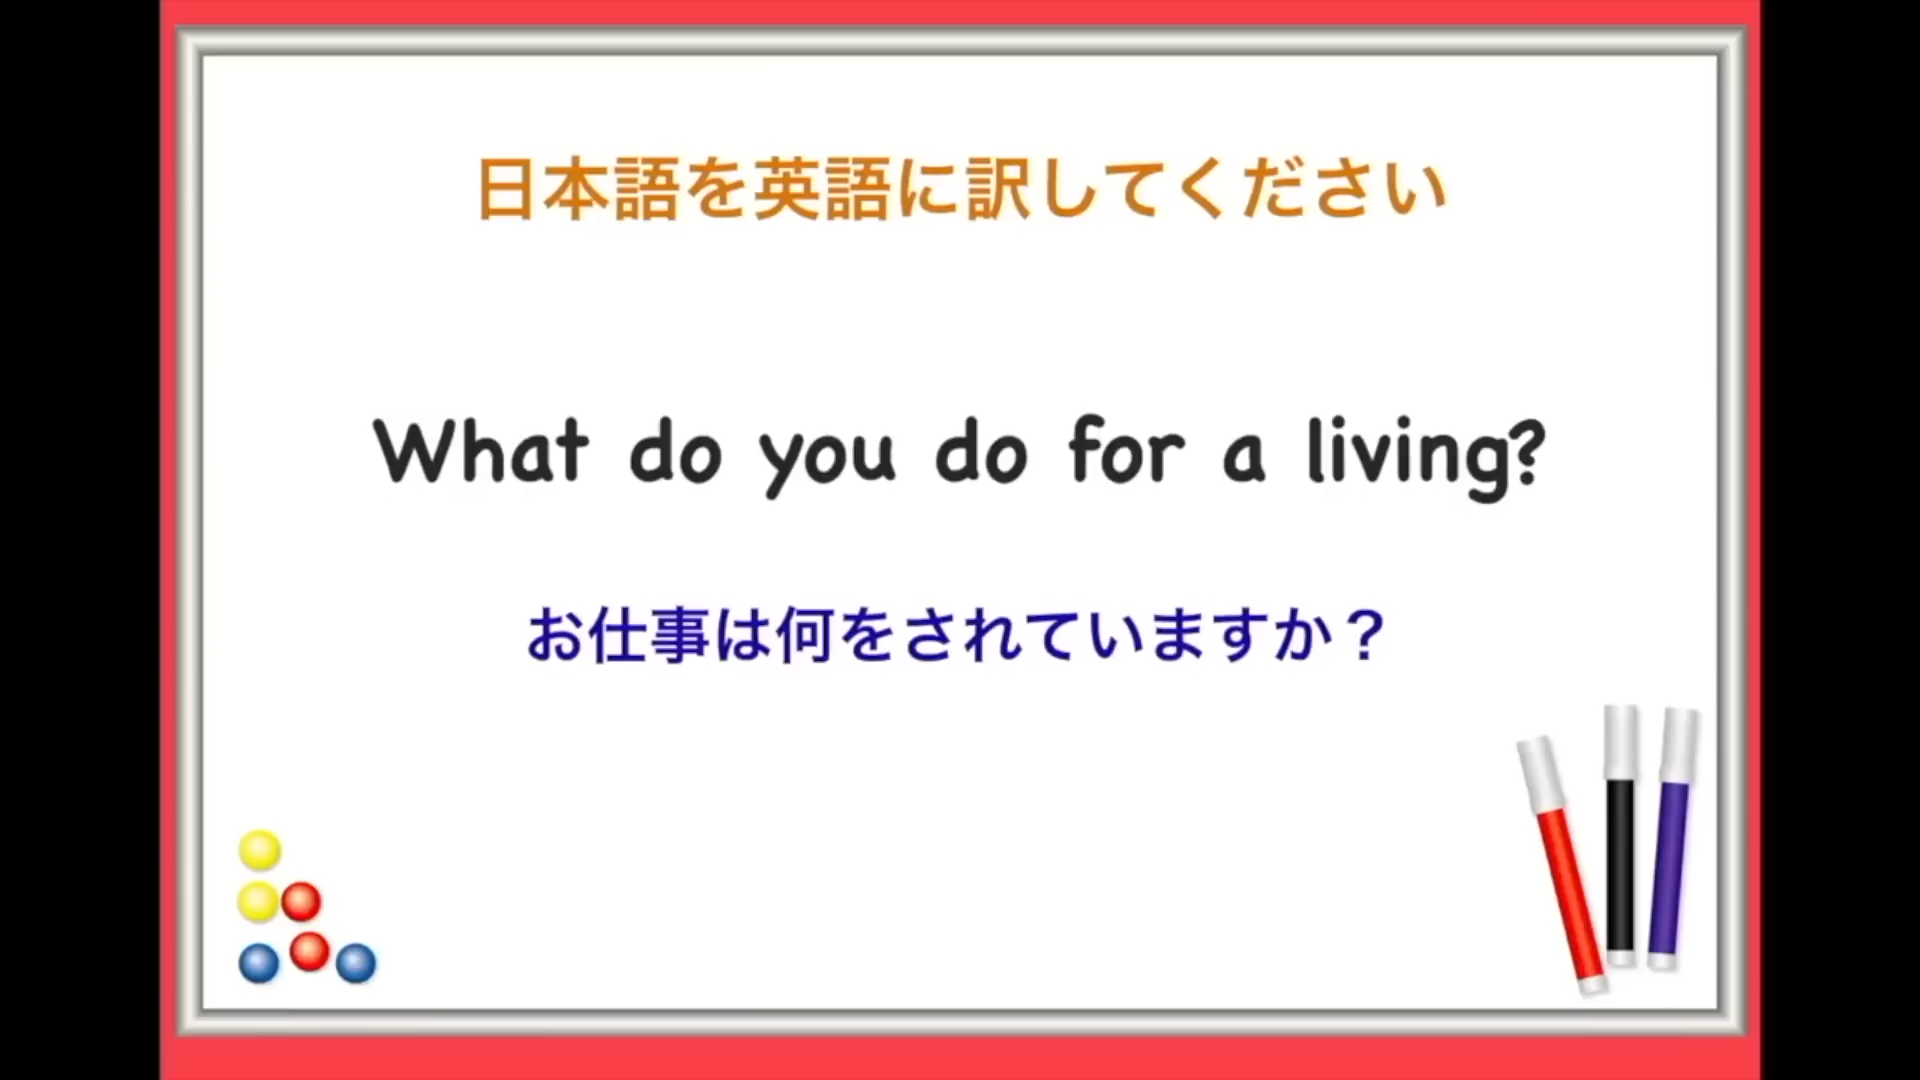 日本語を英語に訳してください
What do you do for a living?
お仕事は何をされていますか？